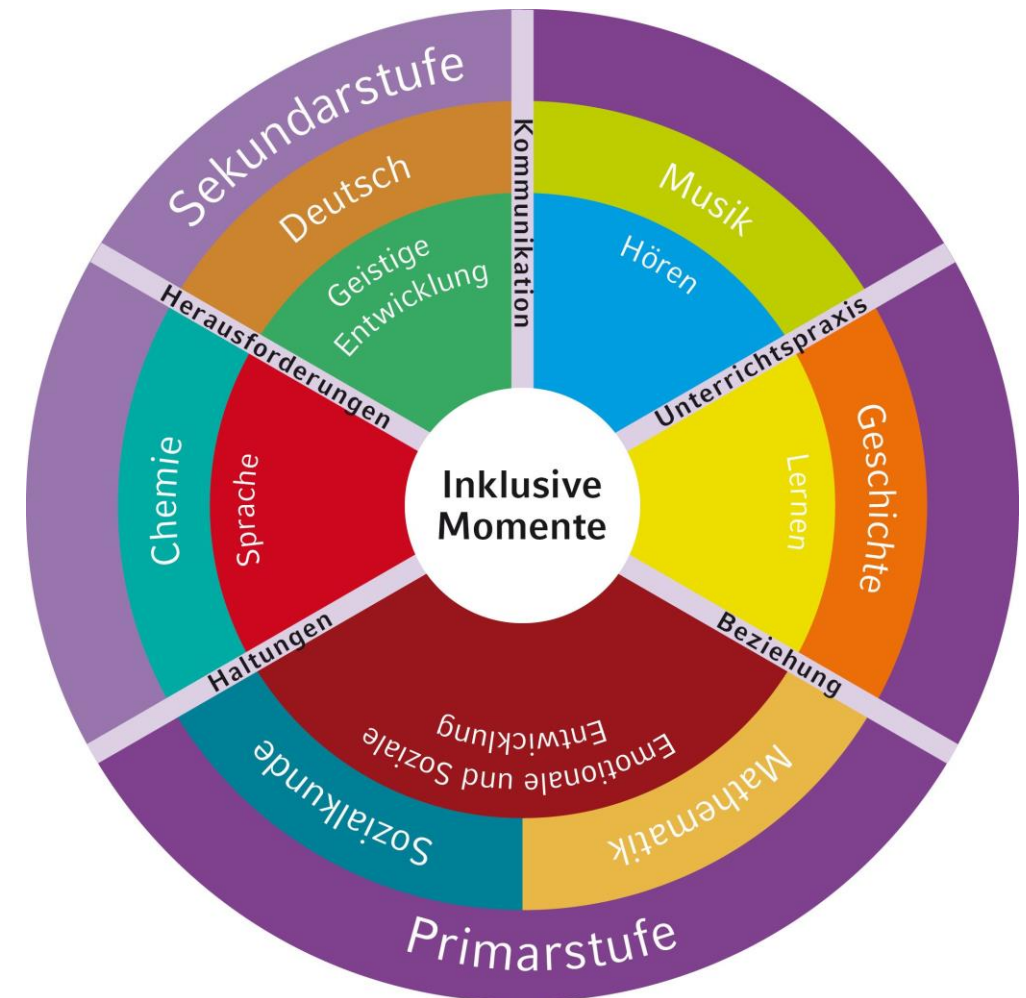 Sekundarstufe
Deutsch
Geistige
Entwicklung
Kommunikation
Musik
Hören
Unterrichtspraxis
Geschichte
Lernen
Beziehung
Mathematik
Emotionale und Soziale
Entwicklung
Sozialkunde
Primarstufe
Haltungen
Chemie
Sprache
Herausforderungen
Inklusive
Momente